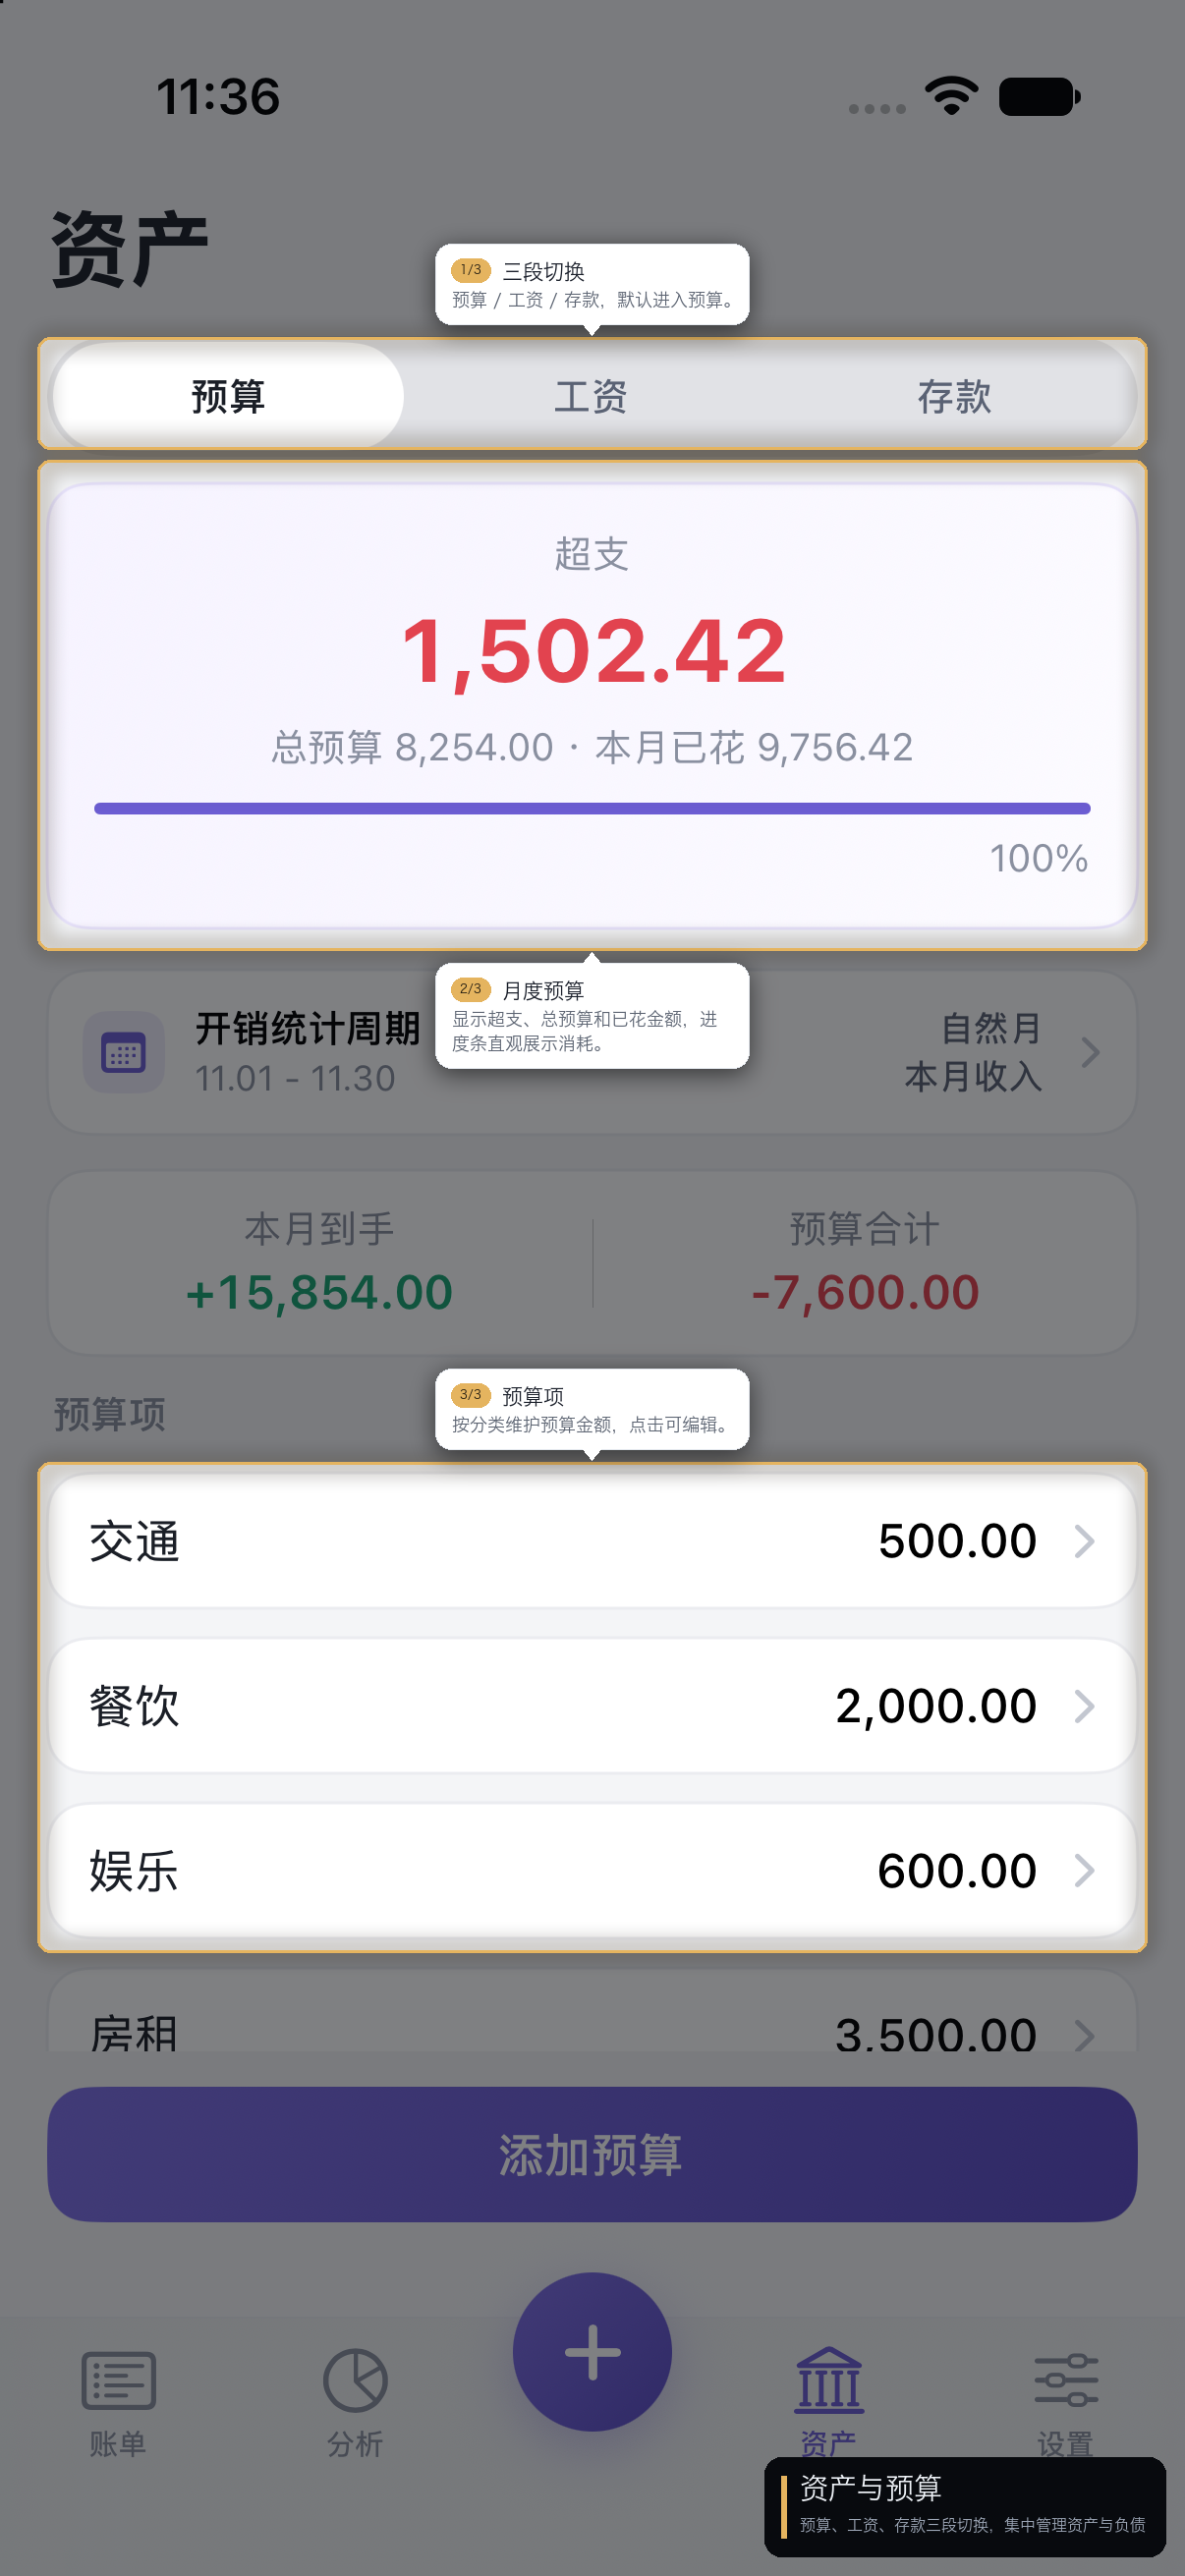 11:36
资产
1/3 三段切换
预算 / 工资 / 存款，默认进入预算。
预算 工资 存款
超支
1,502.42
总预算 8,254.00 · 本月已花 9,756.42
100%
2/3 月度预算
显示超支、总预算和已花金额，进
度条直观展示消耗。
开销统计周期 自然月
11.01 - 11.30 本月收入
本月到手 预算合计
+15,854.00 -7,600.00
3/3 预算项
按分类维护预算金额，点击可编辑。
预算项
交通 500.00
餐饮 2,000.00
娱乐 600.00
房租 3,500.00
添加预算
账单 分析 资产 设置
资产与预算
预算、工资、存款三段切换，集中管理资产与负债